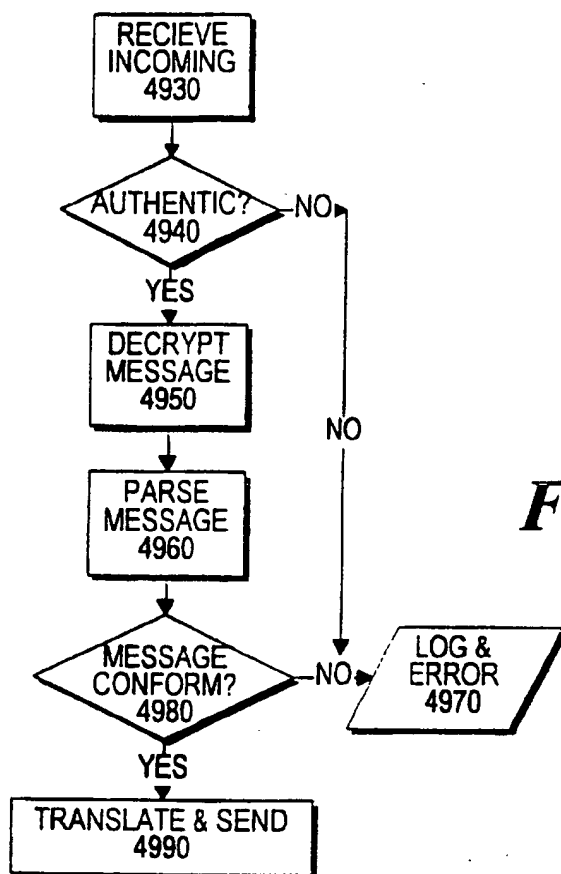 RECIEVE
INCOMING
4930
AUTHENTIC?
4940
NO
YES
DECRYPT
MESSAGE
4950
NO
PARSE
MESSAGE
4960
F
MESSAGE
CONFORM?
4980
NO
LOG &
ERROR
4970
YES
TRANSLATE & SEND
4990